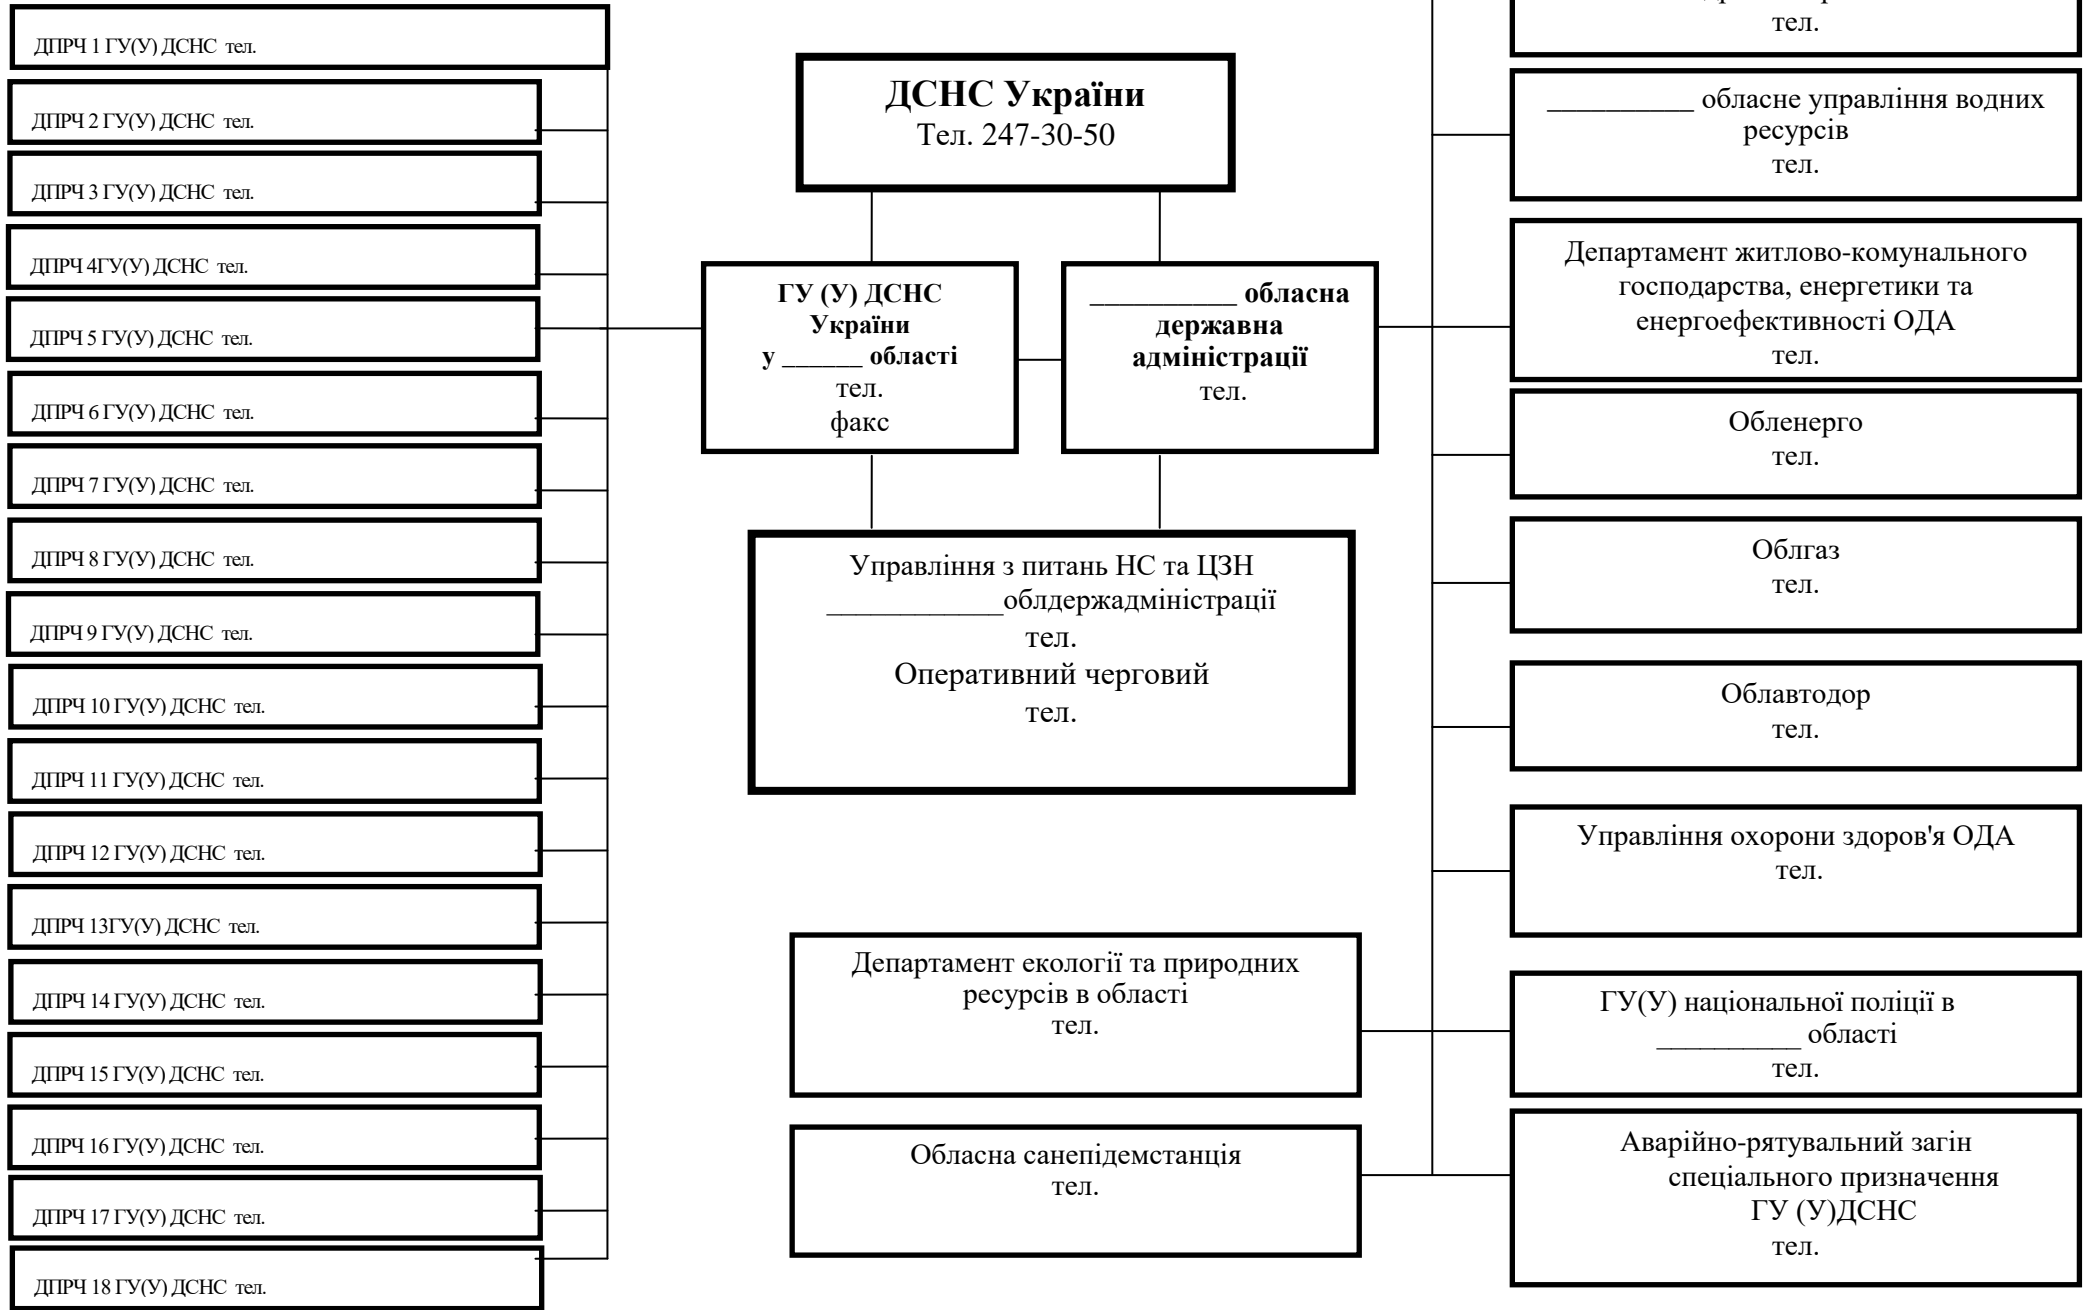 ДПРЧ 1 ГУ(У) ДСНС тел.
ДПРЧ 2 ГУ(У) ДСНС тел.
ДПРЧ 3 ГУ(У) ДСНС тел.
ДПРЧ 4ГУ(У) ДСНС тел.
ДПРЧ 5 ГУ(У) ДСНС тел.
ДПРЧ 6 ГУ(У) ДСНС тел.
ДПРЧ 7 ГУ(У) ДСНС тел.
ДПРЧ 8 ГУ(У) ДСНС тел.
ДПРЧ 9 ГУ(У) ДСНС тел.
ДПРЧ 10 ГУ(У) ДСНС тел.
ДПРЧ 11 ГУ(У) ДСНС тел.
ДПРЧ 12 ГУ(У) ДСНС тел.
ДПРЧ 13ГУ(У) ДСНС тел.
ДПРЧ 14 ГУ(У) ДСНС тел.
ДПРЧ 15 ГУ(У) ДСНС тел.
ДПРЧ 16 ГУ(У) ДСНС тел.
ДПРЧ 17 ГУ(У) ДСНС тел.
ДПРЧ 18 ГУ(У) ДСНС тел.
ДСНС України
Тел. 247-30-50
ГУ (У) ДСНС
України
у ______ області
тел.
факс
__________ обласна
державна
адміністрації
тел.
Управління з питань НС та ЦЗН
____________облдержадміністрації
тел.
Оперативний черговий
тел.
Департамент екології та природних
ресурсів в області
тел.
Обласна санепідемстанція
тел.
тел.
__________ обласне управління водних
ресурсів
тел.
Департамент житлово-комунального
господарства, енергетики та
енергоефективності ОДА
тел.
Обленерго
тел.
Облгаз
тел.
Облавтодор
тел.
Управління охорони здоров'я ОДА
тел.
ГУ(У) національної поліції в
__________ області
тел.
Аварійно-рятувальний загін
спеціального призначення
ГУ (У)ДСНС
тел.